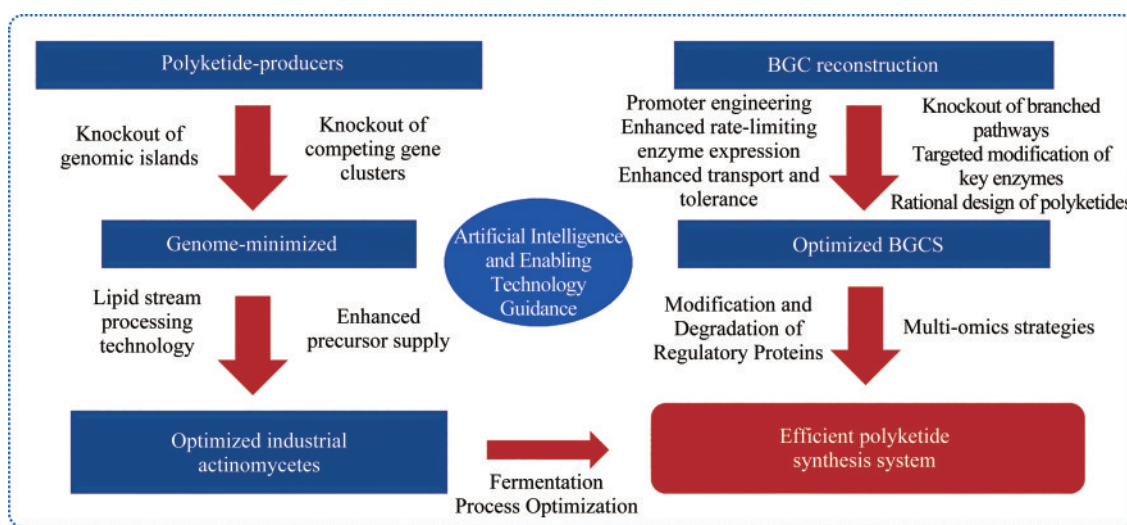 Polyketide-producers
Knockout of
genomic islands
Knockout of
competing gene
clusters
Genome-minimized
Lipid stream
processing
technology
Enhanced
precursor supply
Optimized industrial
actinomycetes
Artificial Intelligence
and Enabling
Technology
Guidance
Fermentation
Process Optimization
BGC reconstruction
Promoter engineering
Enhanced rate-limiting
enzyme expression
Enhanced transport and
tolerance
Knockout of branched
pathways
Targeted modification of
key enzymes
Rational design of polyketides
Optimized BGCS
Modification and
Degradation of
Regulatory Proteins
Multi-omics strategies
Efficient polyketide
synthesis system